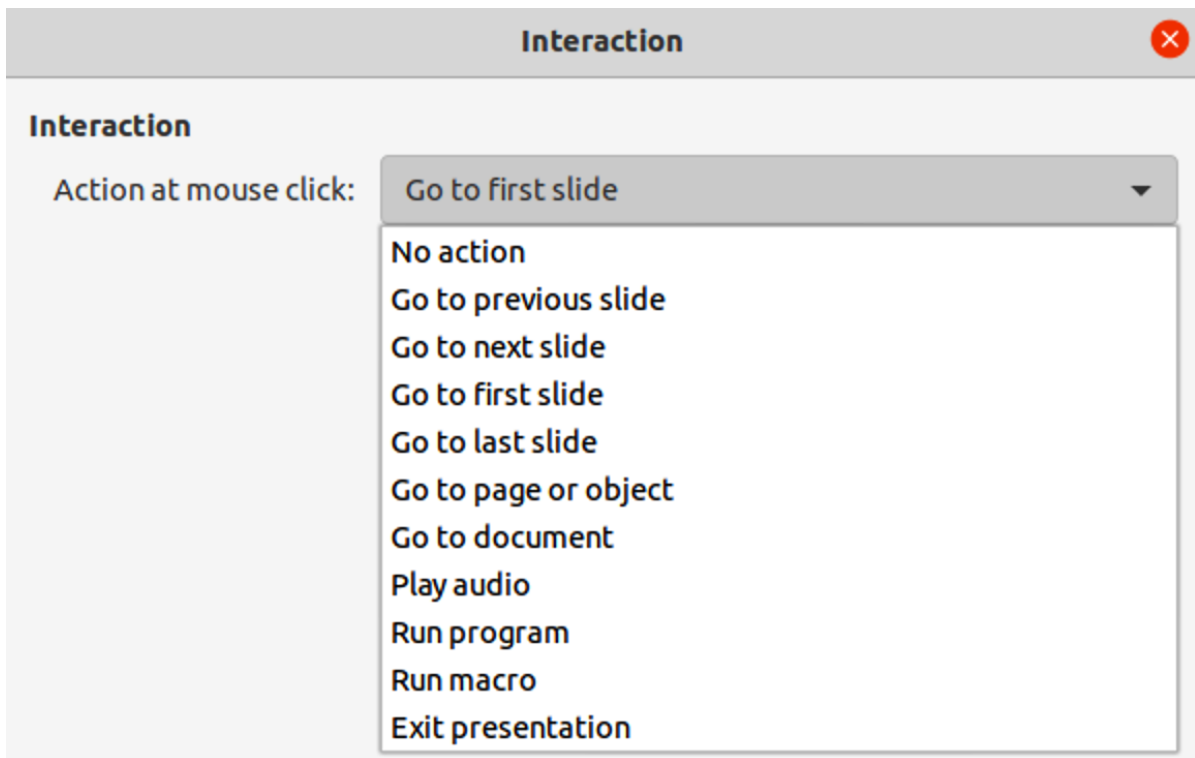 Interaction
Interaction
Action at mouse click: Go to first slide
No action
Go to previous slide
Go to next slide
Go to first slide
Go to last slide
Go to page or object
Go to document
Play audio
Run program
Run macro
Exit presentation